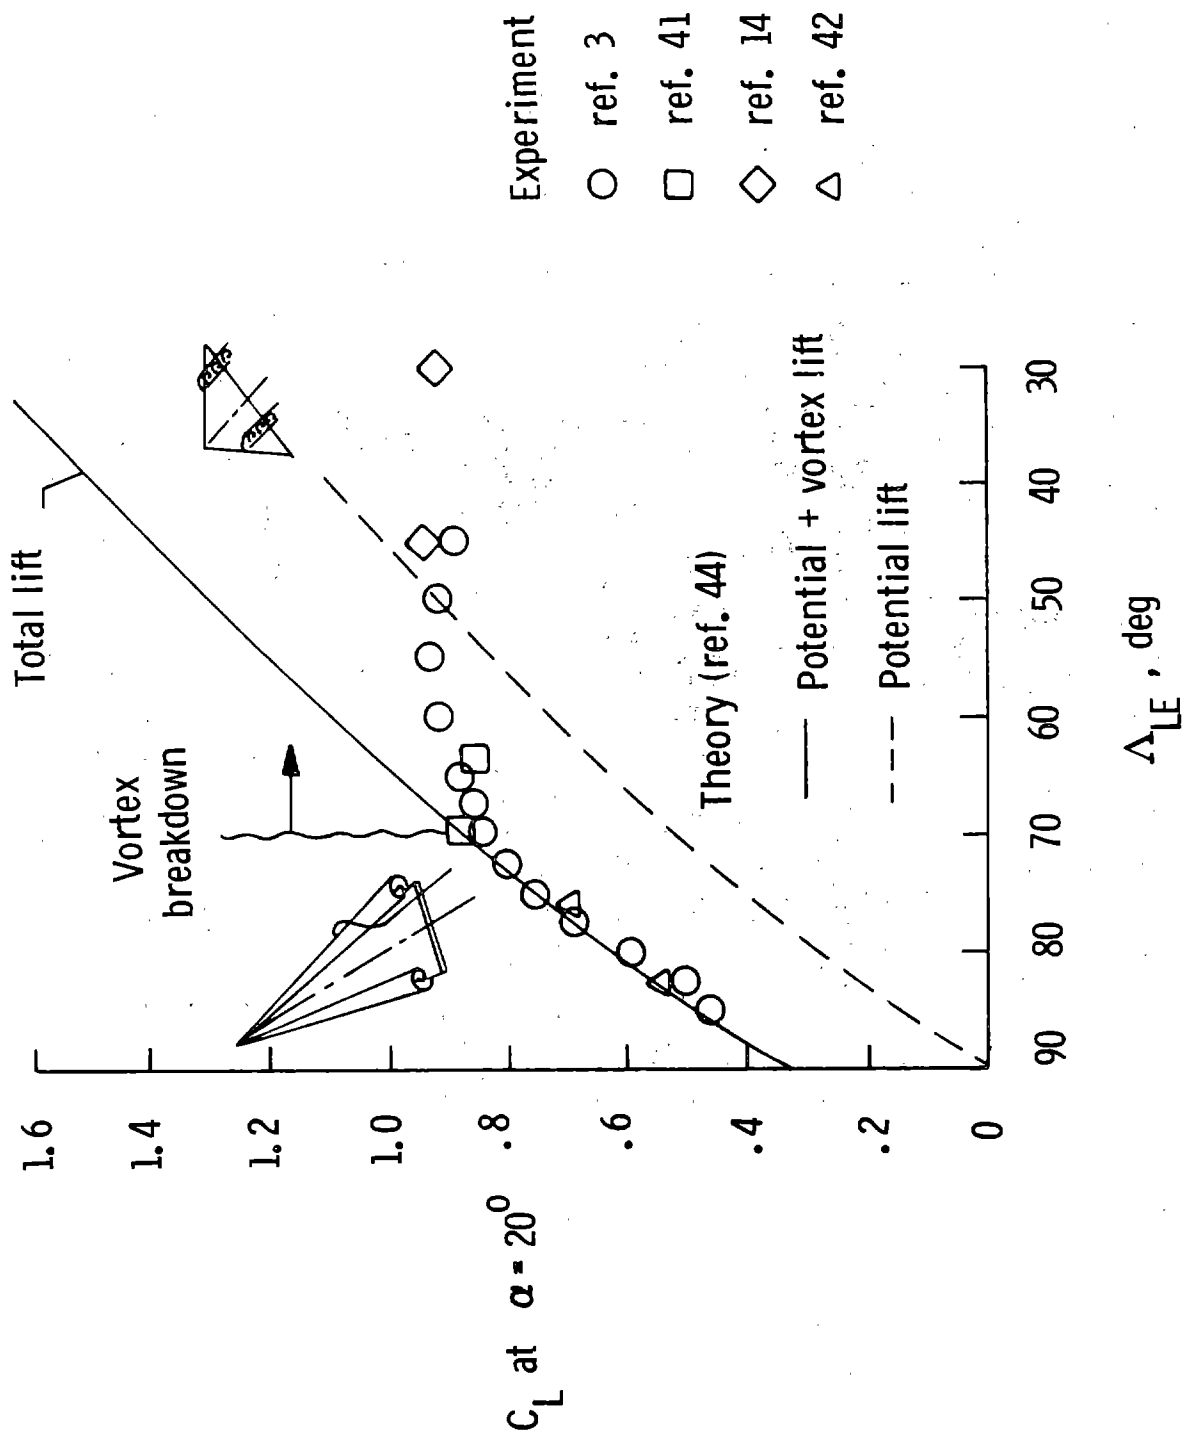 Total lift
Vortex
breakdown
Experiment
ref. 3
ref. 41
ref. 14
ref. 42
Theory (ref. 44)
Potential + vortex lift
Potential lift
C_L at α = 20°
1.6
1.4
1.2
1.0
.8
.6
.4
.2
0
90
80
70
60
50
40
30
Λ_LE , deg